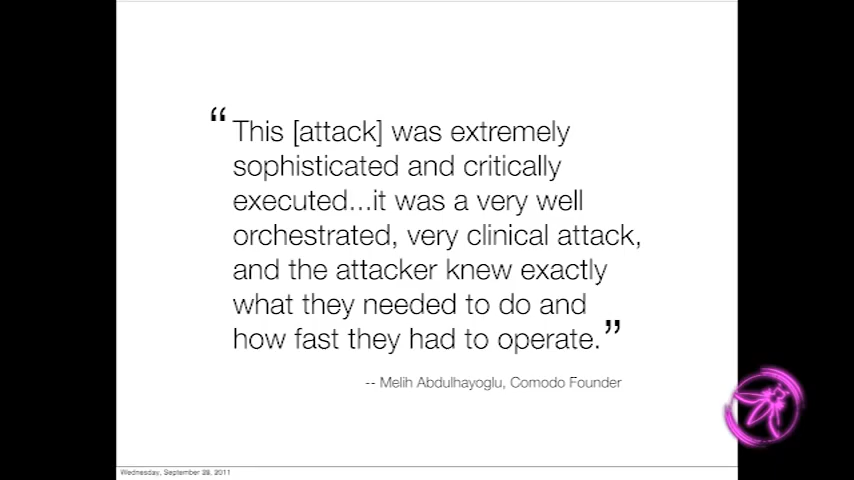 “This [attack] was extremely
sophisticated and critically
executed...it was a very well
orchestrated, very clinical attack,
and the attacker knew exactly
what they needed to do and
how fast they had to operate.”
-- Melih Abdulhayoglu, Comodo Founder
Wednesday, September 28, 2011